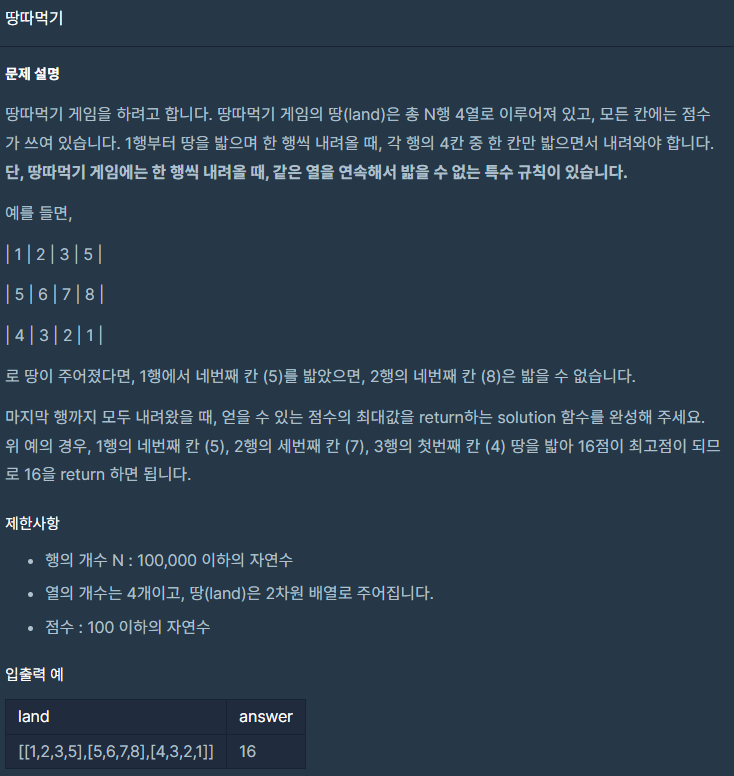 땅따먹기
문제 설명
땅따먹기 게임을 하려고 합니다. 땅따먹기 게임의 땅(land)은 총 N행 4열로 이루어져 있고, 모든 칸에는 점수
가 쓰여 있습니다. 1행부터 땅을 밟으며 한 행씩 내려올 때, 각 행의 4칸 중 한 칸만 밟으면서 내려와야 합니다.
단, 땅따먹기 게임에는 한 행씩 내려올 때, 같은 열을 연속해서 밟을 수 없는 특수 규칙이 있습니다.
예를 들면,
| 1 | 2 | 3 | 5 |
| 5 | 6 | 7 | 8 |
| 4 | 3 | 2 | 1 |
로 땅이 주어졌다면, 1행에서 네번째 칸 (5)를 밟았으면, 2행의 네번째 칸 (8)은 밟을 수 없습니다.
마지막 행까지 모두 내려왔을 때, 얻을 수 있는 점수의 최대값을 return하는 solution 함수를 완성해 주세요.
위 예의 경우, 1행의 네번째 칸 (5), 2행의 세번째 칸 (7), 3행의 첫번째 칸 (4) 땅을 밟아 16점이 최고점이 되므
로 16을 return 하면 됩니다.
제한사항
• 행의 개수 N : 100,000 이하의 자연수
• 열의 개수는 4개이고, 땅(land)은 2차원 배열로 주어집니다.
• 점수 : 100 이하의 자연수
입출력 예
land answer
[[1,2,3,5],[5,6,7,8],[4,3,2,1]] 16